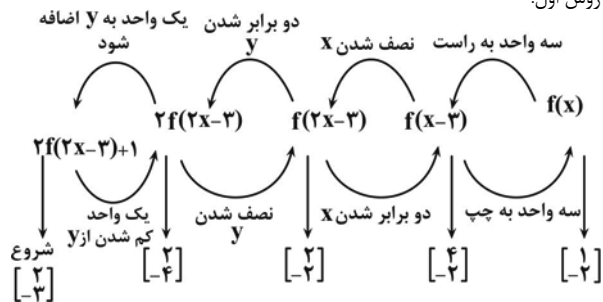 روش اول:
سه واحد به راست
نصف شدن x
دو برابر شدن
y
یک واحد به y اضافه
شود
f(x)
f(x-۳)
f(۲x-۳)
۲f(۲x-۳)
۲f(۲x-۳)+۱
سه واحد به چپ
دو برابر شدن x
نصف شدن
y
یک واحد
کم شدن از y
شروع
[۱
-۲]
[۴
-۲]
[۲
-۲]
[۲
-۴]
[۲
-۳]